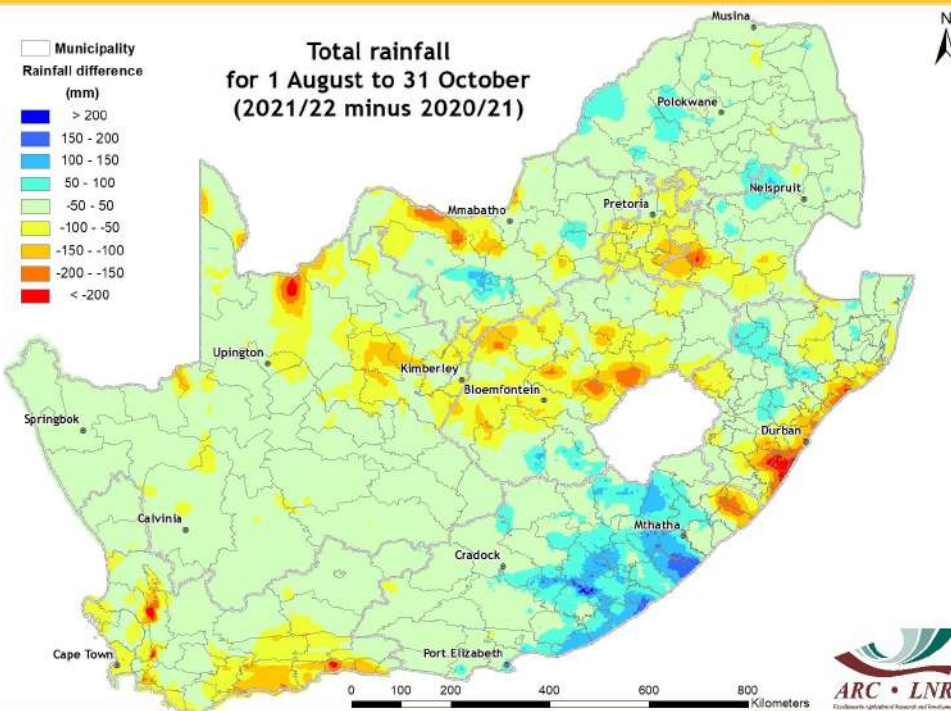 Total rainfall
for 1 August to 31 October
(2021/22 minus 2020/21)
Municipality
Rainfall difference
(mm)
> 200
150 - 200
100 - 150
50 - 100
-50 - 50
-100 - -50
-150 - -100
-200 - -150
< -200
N
Musina
Polokwane
Nelspruit
Pretoria
Mmabatho
Upington
Kimberley
Bloemfontein
Springbok
Durban
Calvinia
Mthatha
Cradock
Cape Town
Port Elizabeth
0 100 200 400 600 800
Kilometers
ARC • LNR